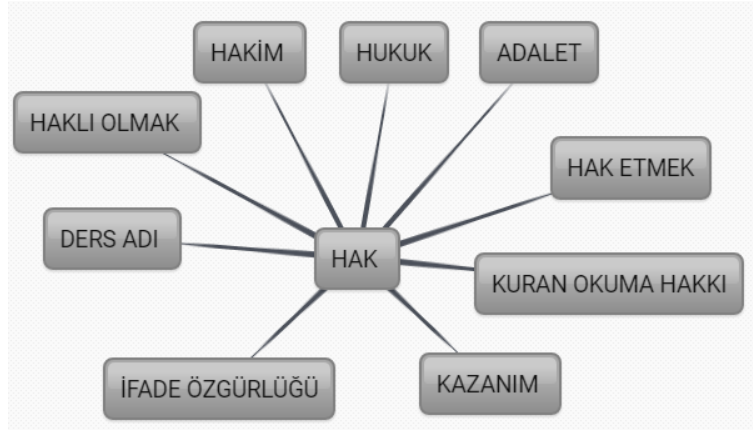 HAKİM
HUKUK
ADALET
HAKLI OLMAK
HAK ETMEK
DERS ADI
HAK
KURAN OKUMA HAKKI
İFADE ÖZGÜRLÜĞÜ
KAZANIM